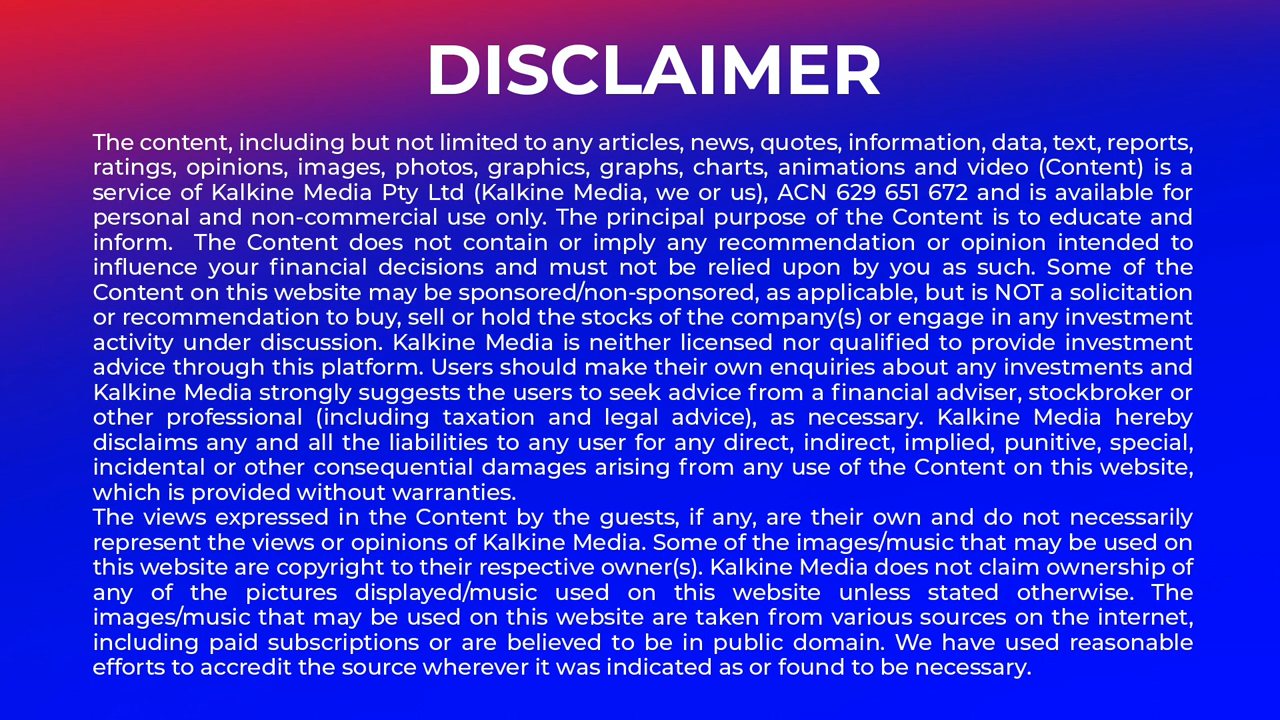 DISCLAIMER
The content, including but not limited to any articles, news, quotes, information, data, text, reports,
ratings, opinions, images, photos, graphics, graphs, charts, animations and video (Content) is a
service of Kalkine Media Pty Ltd (Kalkine Media, we or us), ACN 629 651 672 and is available for
personal and non-commercial use only. The principal purpose of the Content is to educate and
inform.  The Content does not contain or imply any recommendation or opinion intended to
influence your financial decisions and must not be relied upon by you as such. Some of the
Content on this website may be sponsored/non-sponsored, as applicable, but is NOT a solicitation
or recommendation to buy, sell or hold the stocks of the company(s) or engage in any investment
activity under discussion. Kalkine Media is neither licensed nor qualified to provide investment
advice through this platform. Users should make their own enquiries about any investments and
Kalkine Media strongly suggests the users to seek advice from a financial adviser, stockbroker or
other professional (including taxation and legal advice), as necessary. Kalkine Media hereby
disclaims any and all the liabilities to any user for any direct, indirect, implied, punitive, special,
incidental or other consequential damages arising from any use of the Content on this website,
which is provided without warranties.
The views expressed in the Content by the guests, if any, are their own and do not necessarily
represent the views or opinions of Kalkine Media. Some of the images/music that may be used on
this website are copyright to their respective owner(s). Kalkine Media does not claim ownership of
any of the pictures displayed/music used on this website unless stated otherwise. The
images/music that may be used on this website are taken from various sources on the internet,
including paid subscriptions or are believed to be in public domain. We have used reasonable
efforts to accredit the source wherever it was indicated as or found to be necessary.